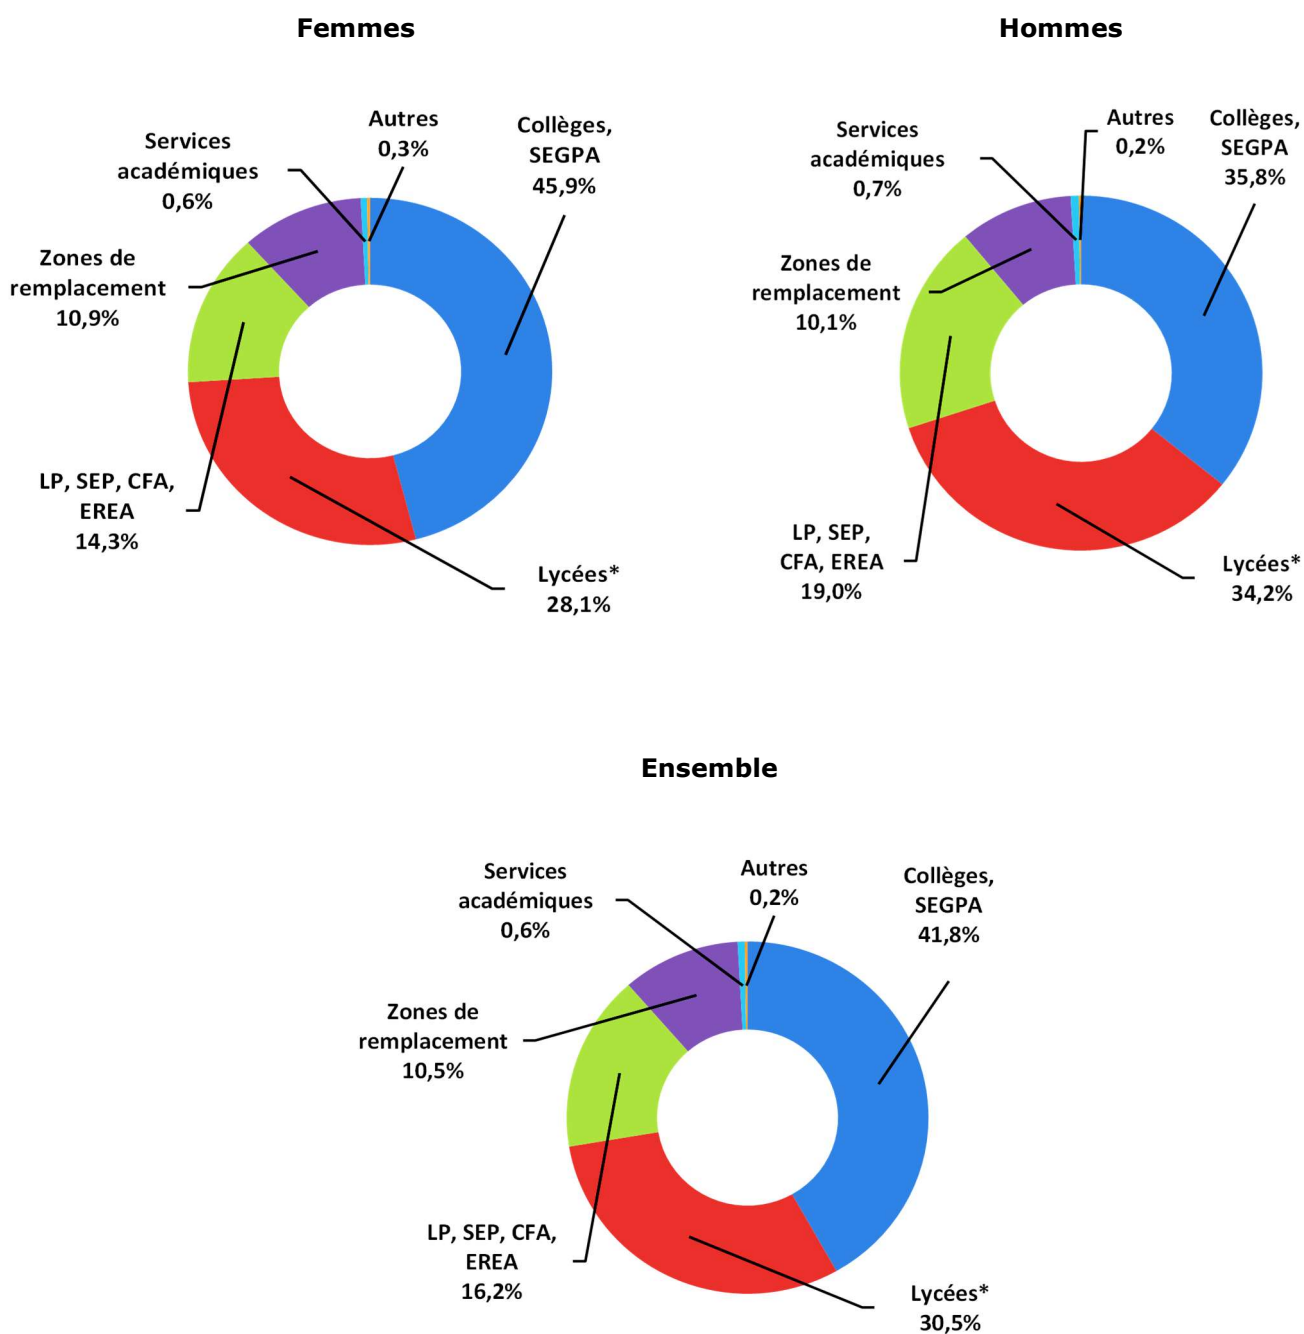 Femmes
Autres
0,3%
Collèges,
SEGPA
45,9%
Services
académiques
0,6%
Zones de
remplacement
10,9%
LP, SEP, CFA,
EREA
14,3%
Lycées*
28,1%
Hommes
Autres
0,2%
Collèges,
SEGPA
35,8%
Services
académiques
0,7%
Zones de
remplacement
10,1%
LP, SEP,
CFA, EREA
19,0%
Lycées*
34,2%
Ensemble
Services
académiques
0,6%
Autres
0,2%
Collèges,
SEGPA
41,8%
Zones de
remplacement
10,5%
LP, SEP, CFA,
EREA
16,2%
Lycées*
30,5%